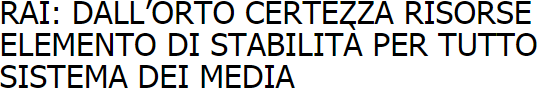 RAI: DALL'ORTO CERTEZZA RISORSE
ELEMENTO DI STABILITÀ PER TUTTO
SISTEMA DEI MEDIA